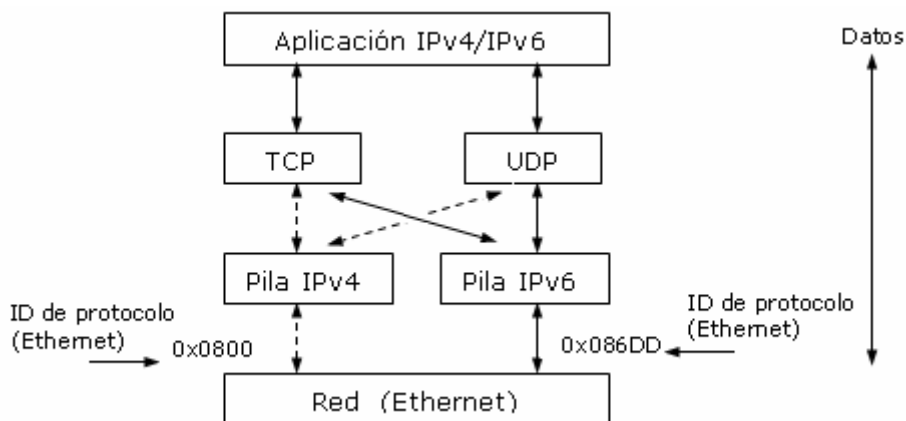 Aplicación IPv4/IPv6
Datos
TCP
UDP
Pila IPv4
Pila IPv6
ID de protocolo
(Ethernet)
0x0800
ID de protocolo
(Ethernet)
0x086DD
Red (Ethernet)